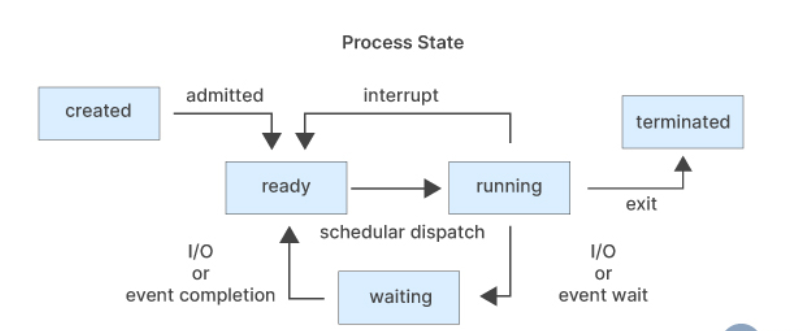 Process State
created
admitted
interrupt
terminated
ready
running
exit
schedular dispatch
I/O
or
event completion
waiting
I/O
or
event wait